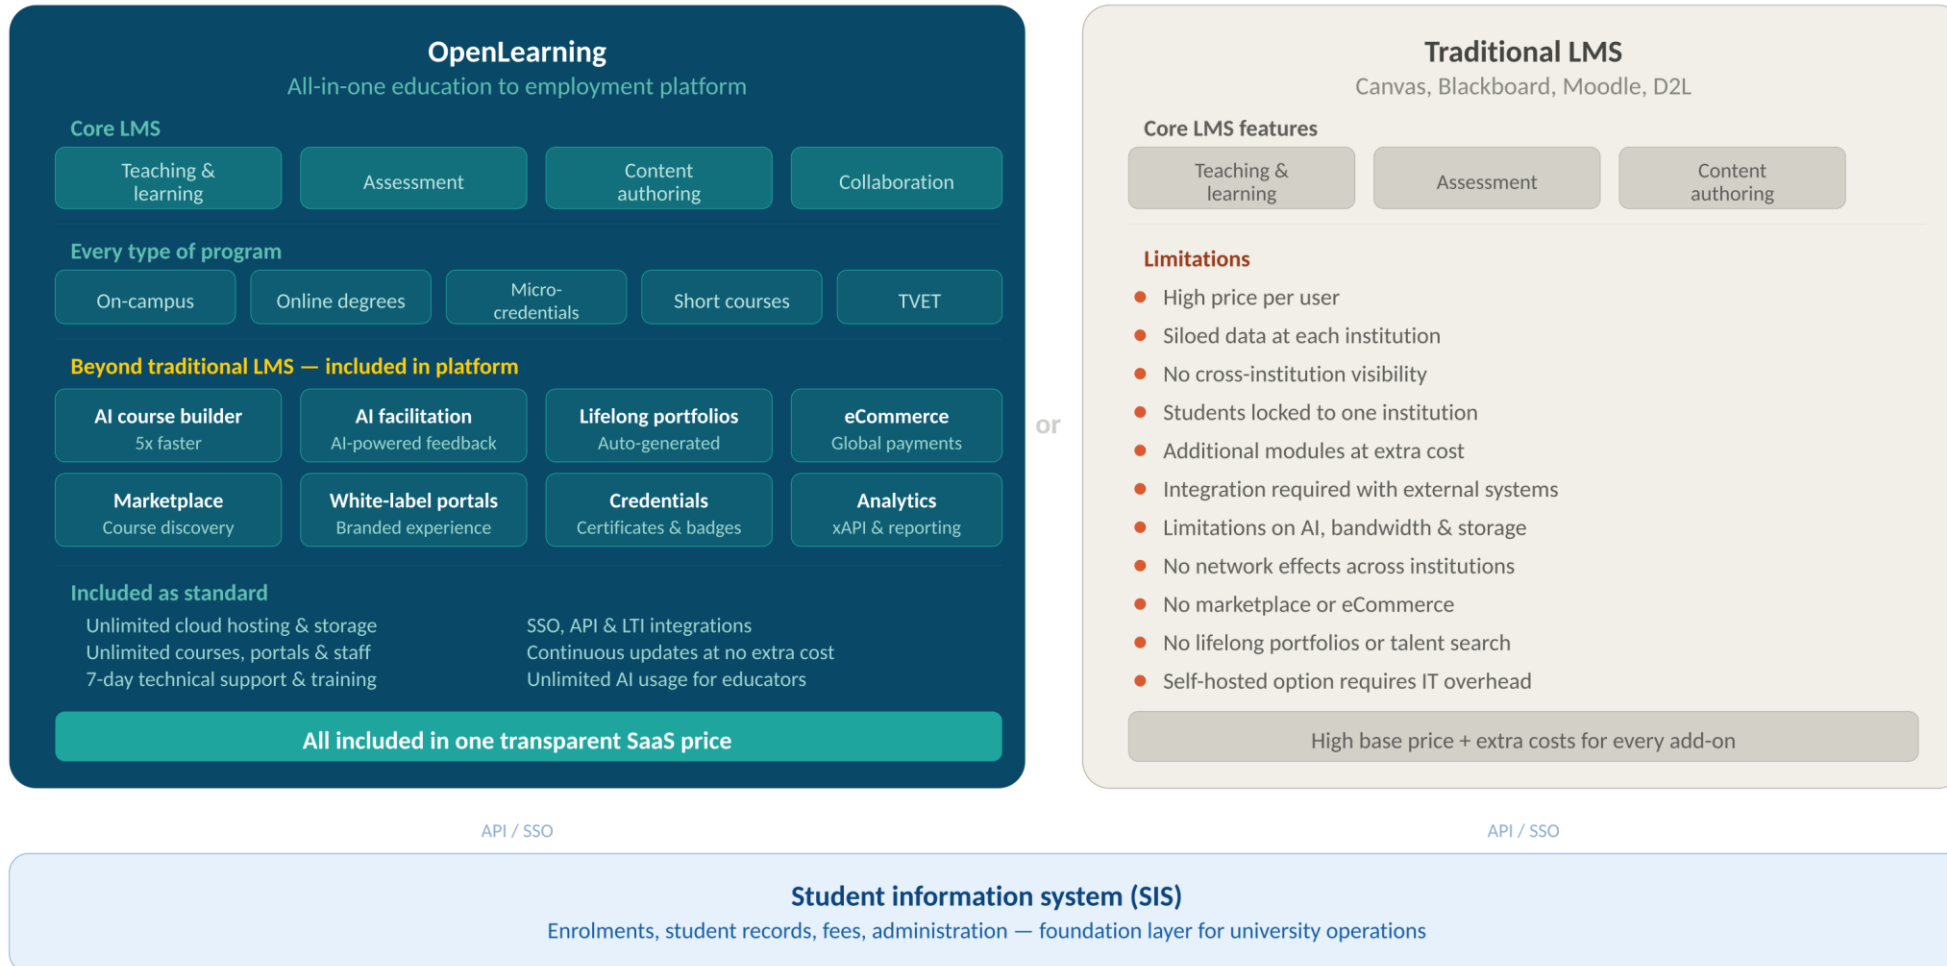 OpenLearning
All-in-one education to employment platform
Core LMS
Teaching &
learning
Assessment
Content
authoring
Collaboration
Every type of program
On-campus
Online degrees
Micro-
credentials
Short courses
TVET
Beyond traditional LMS — included in platform
AI course builder
5x faster
AI facilitation
AI-powered feedback
Lifelong portfolios
Auto-generated
eCommerce
Global payments
Marketplace
Course discovery
White-label portals
Branded experience
Credentials
Certificates & badges
Analytics
xAPI & reporting
Included as standard
Unlimited cloud hosting & storage
Unlimited courses, portals & staff
7-day technical support & training
SSO, API & LTI integrations
Continuous updates at no extra cost
Unlimited AI usage for educators
All included in one transparent SaaS price
or
Traditional LMS
Canvas, Blackboard, Moodle, D2L
Core LMS features
Teaching &
learning
Assessment
Content
authoring
Limitations
High price per user
Siloed data at each institution
No cross-institution visibility
Students locked to one institution
Additional modules at extra cost
Integration required with external systems
Limitations on AI, bandwidth & storage
No network effects across institutions
No marketplace or eCommerce
No lifelong portfolios or talent search
Self-hosted option requires IT overhead
High base price + extra costs for every add-on
API / SSO
API / SSO
Student information system (SIS)
Enrolments, student records, fees, administration — foundation layer for university operations